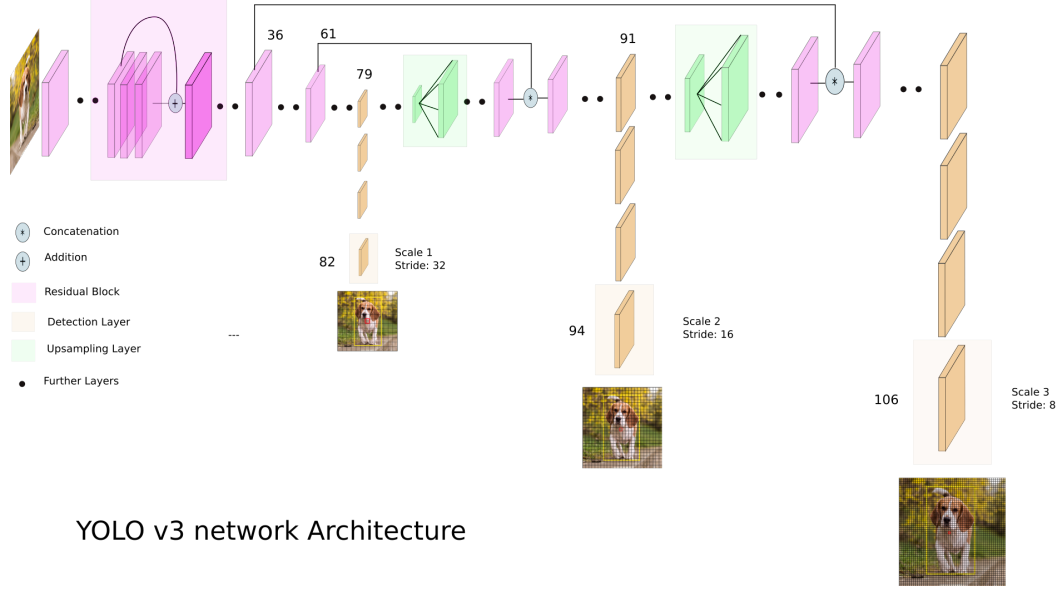 36
61
91
79
Concatenation
Addition
Residual Block
Detection Layer
Upsampling Layer
Further Layers
---
82
Scale 1
Stride: 32
94
Scale 2
Stride: 16
106
Scale 3
Stride: 8
YOLO v3 network Architecture